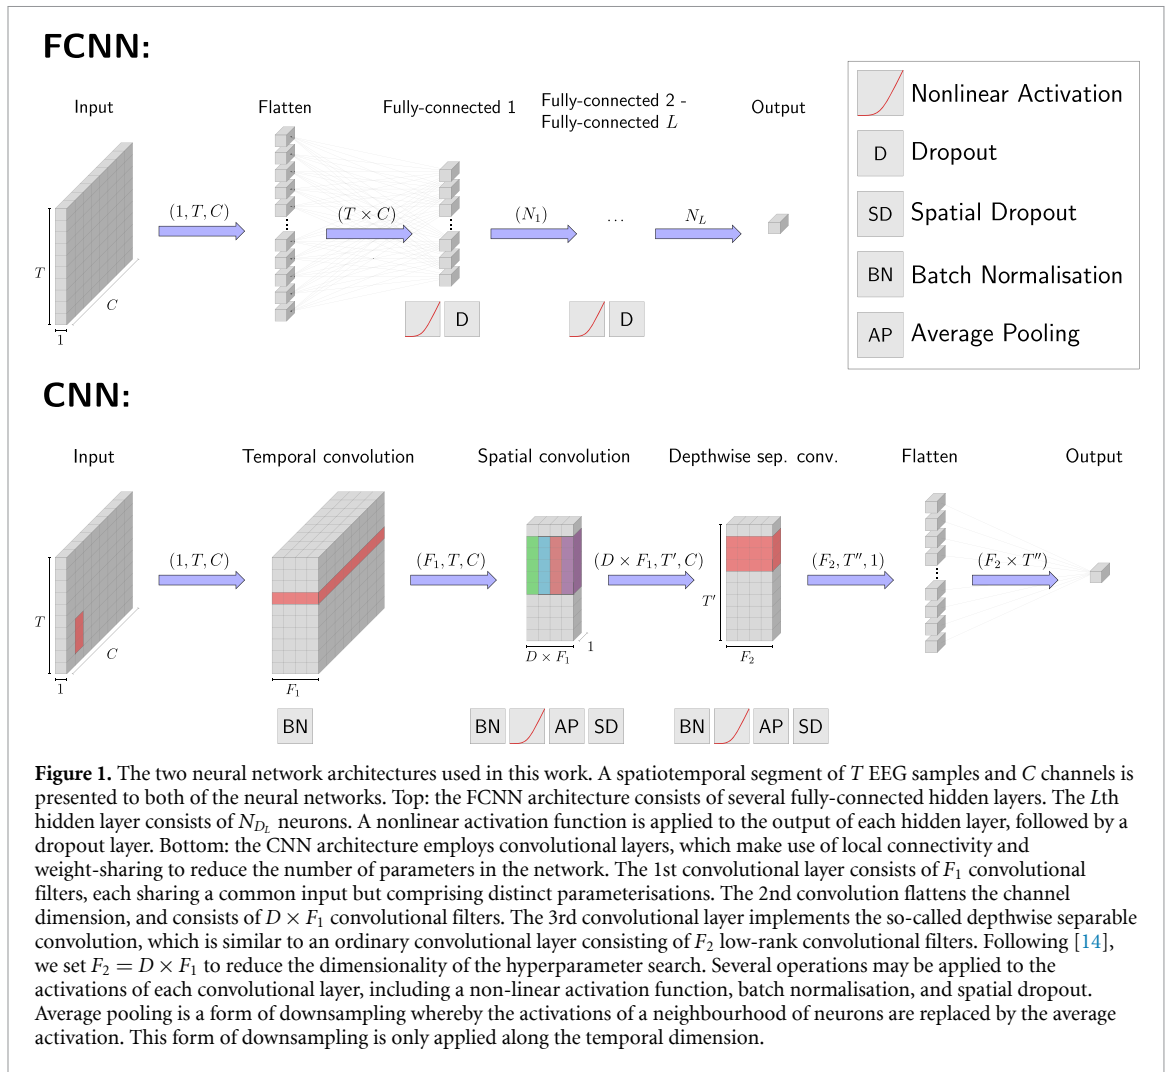 FCNN:
Input
Flatten
Fully-connected 1
Fully-connected 2 -
Fully-connected L
Output
(1, T, C)
(T × C)
(N₁)
...
N_L
T
C
1
D
D
Nonlinear Activation
D Dropout
SD Spatial Dropout
BN Batch Normalisation
AP Average Pooling
CNN:
Input
Temporal convolution
Spatial convolution
Depthwise sep. conv.
Flatten
Output
(1, T, C)
(F₁, T, C)
(D × F₁, T′, C)
(F₂, T″, 1)
(F₂ × T″)
T
C
1
F₁
D × F₁
1
T′
F₂
BN
BN AP SD
BN AP SD
Figure 1. The two neural network architectures used in this work. A spatiotemporal segment of T EEG samples and C channels is
presented to both of the neural networks. Top: the FCNN architecture consists of several fully-connected hidden layers. The Lth
hidden layer consists of N_{D_L} neurons. A nonlinear activation function is applied to the output of each hidden layer, followed by a
dropout layer. Bottom: the CNN architecture employs convolutional layers, which make use of local connectivity and
weight-sharing to reduce the number of parameters in the network. The 1st convolutional layer consists of F₁ convolutional
filters, each sharing a common input but comprising distinct parameterisations. The 2nd convolution flattens the channel
dimension, and consists of D × F₁ convolutional filters. The 3rd convolutional layer implements the so-called depthwise separable
convolution, which is similar to an ordinary convolutional layer consisting of F₂ low-rank convolutional filters. Following [14],
we set F₂ = D × F₁ to reduce the dimensionality of the hyperparameter search. Several operations may be applied to the
activations of each convolutional layer, including a non-linear activation function, batch normalisation, and spatial dropout.
Average pooling is a form of downsampling whereby the activations of a neighbourhood of neurons are replaced by the average
activation. This form of downsampling is only applied along the temporal dimension.